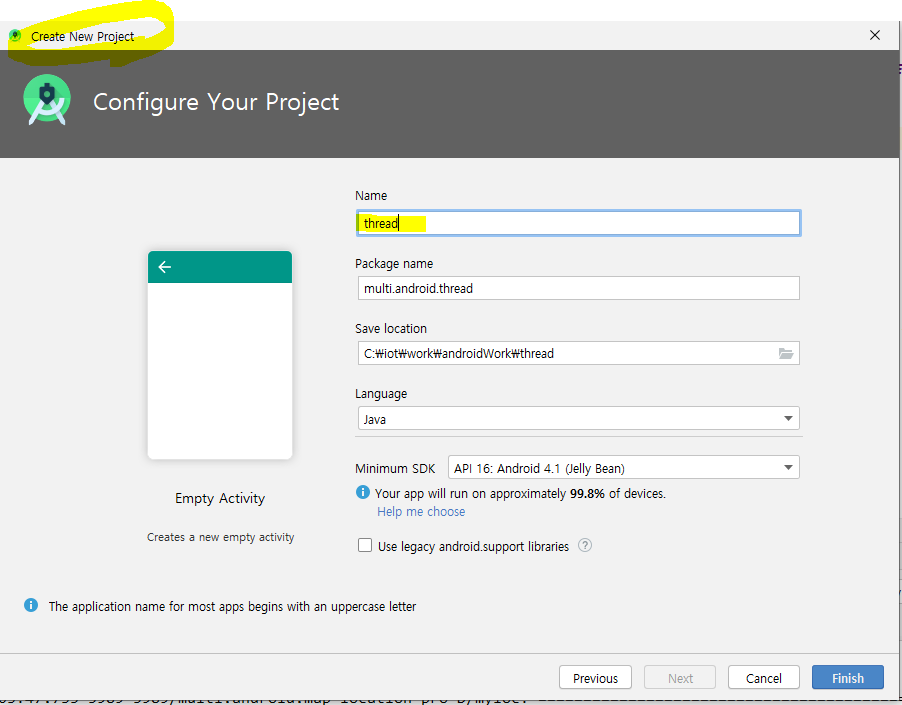 Create New Project
Configure Your Project
Name
thread
Package name
multi.android.thread
Save location
C:₩iot₩work₩androidWork₩thread
Language
Java
Minimum SDK API 16: Android 4.1 (Jelly Bean)
Your app will run on approximately 99.8% of devices.
Help me choose
Use legacy android.support libraries ?
Empty Activity
Creates a new empty activity
The application name for most apps begins with an uppercase letter
Previous Next Cancel Finish